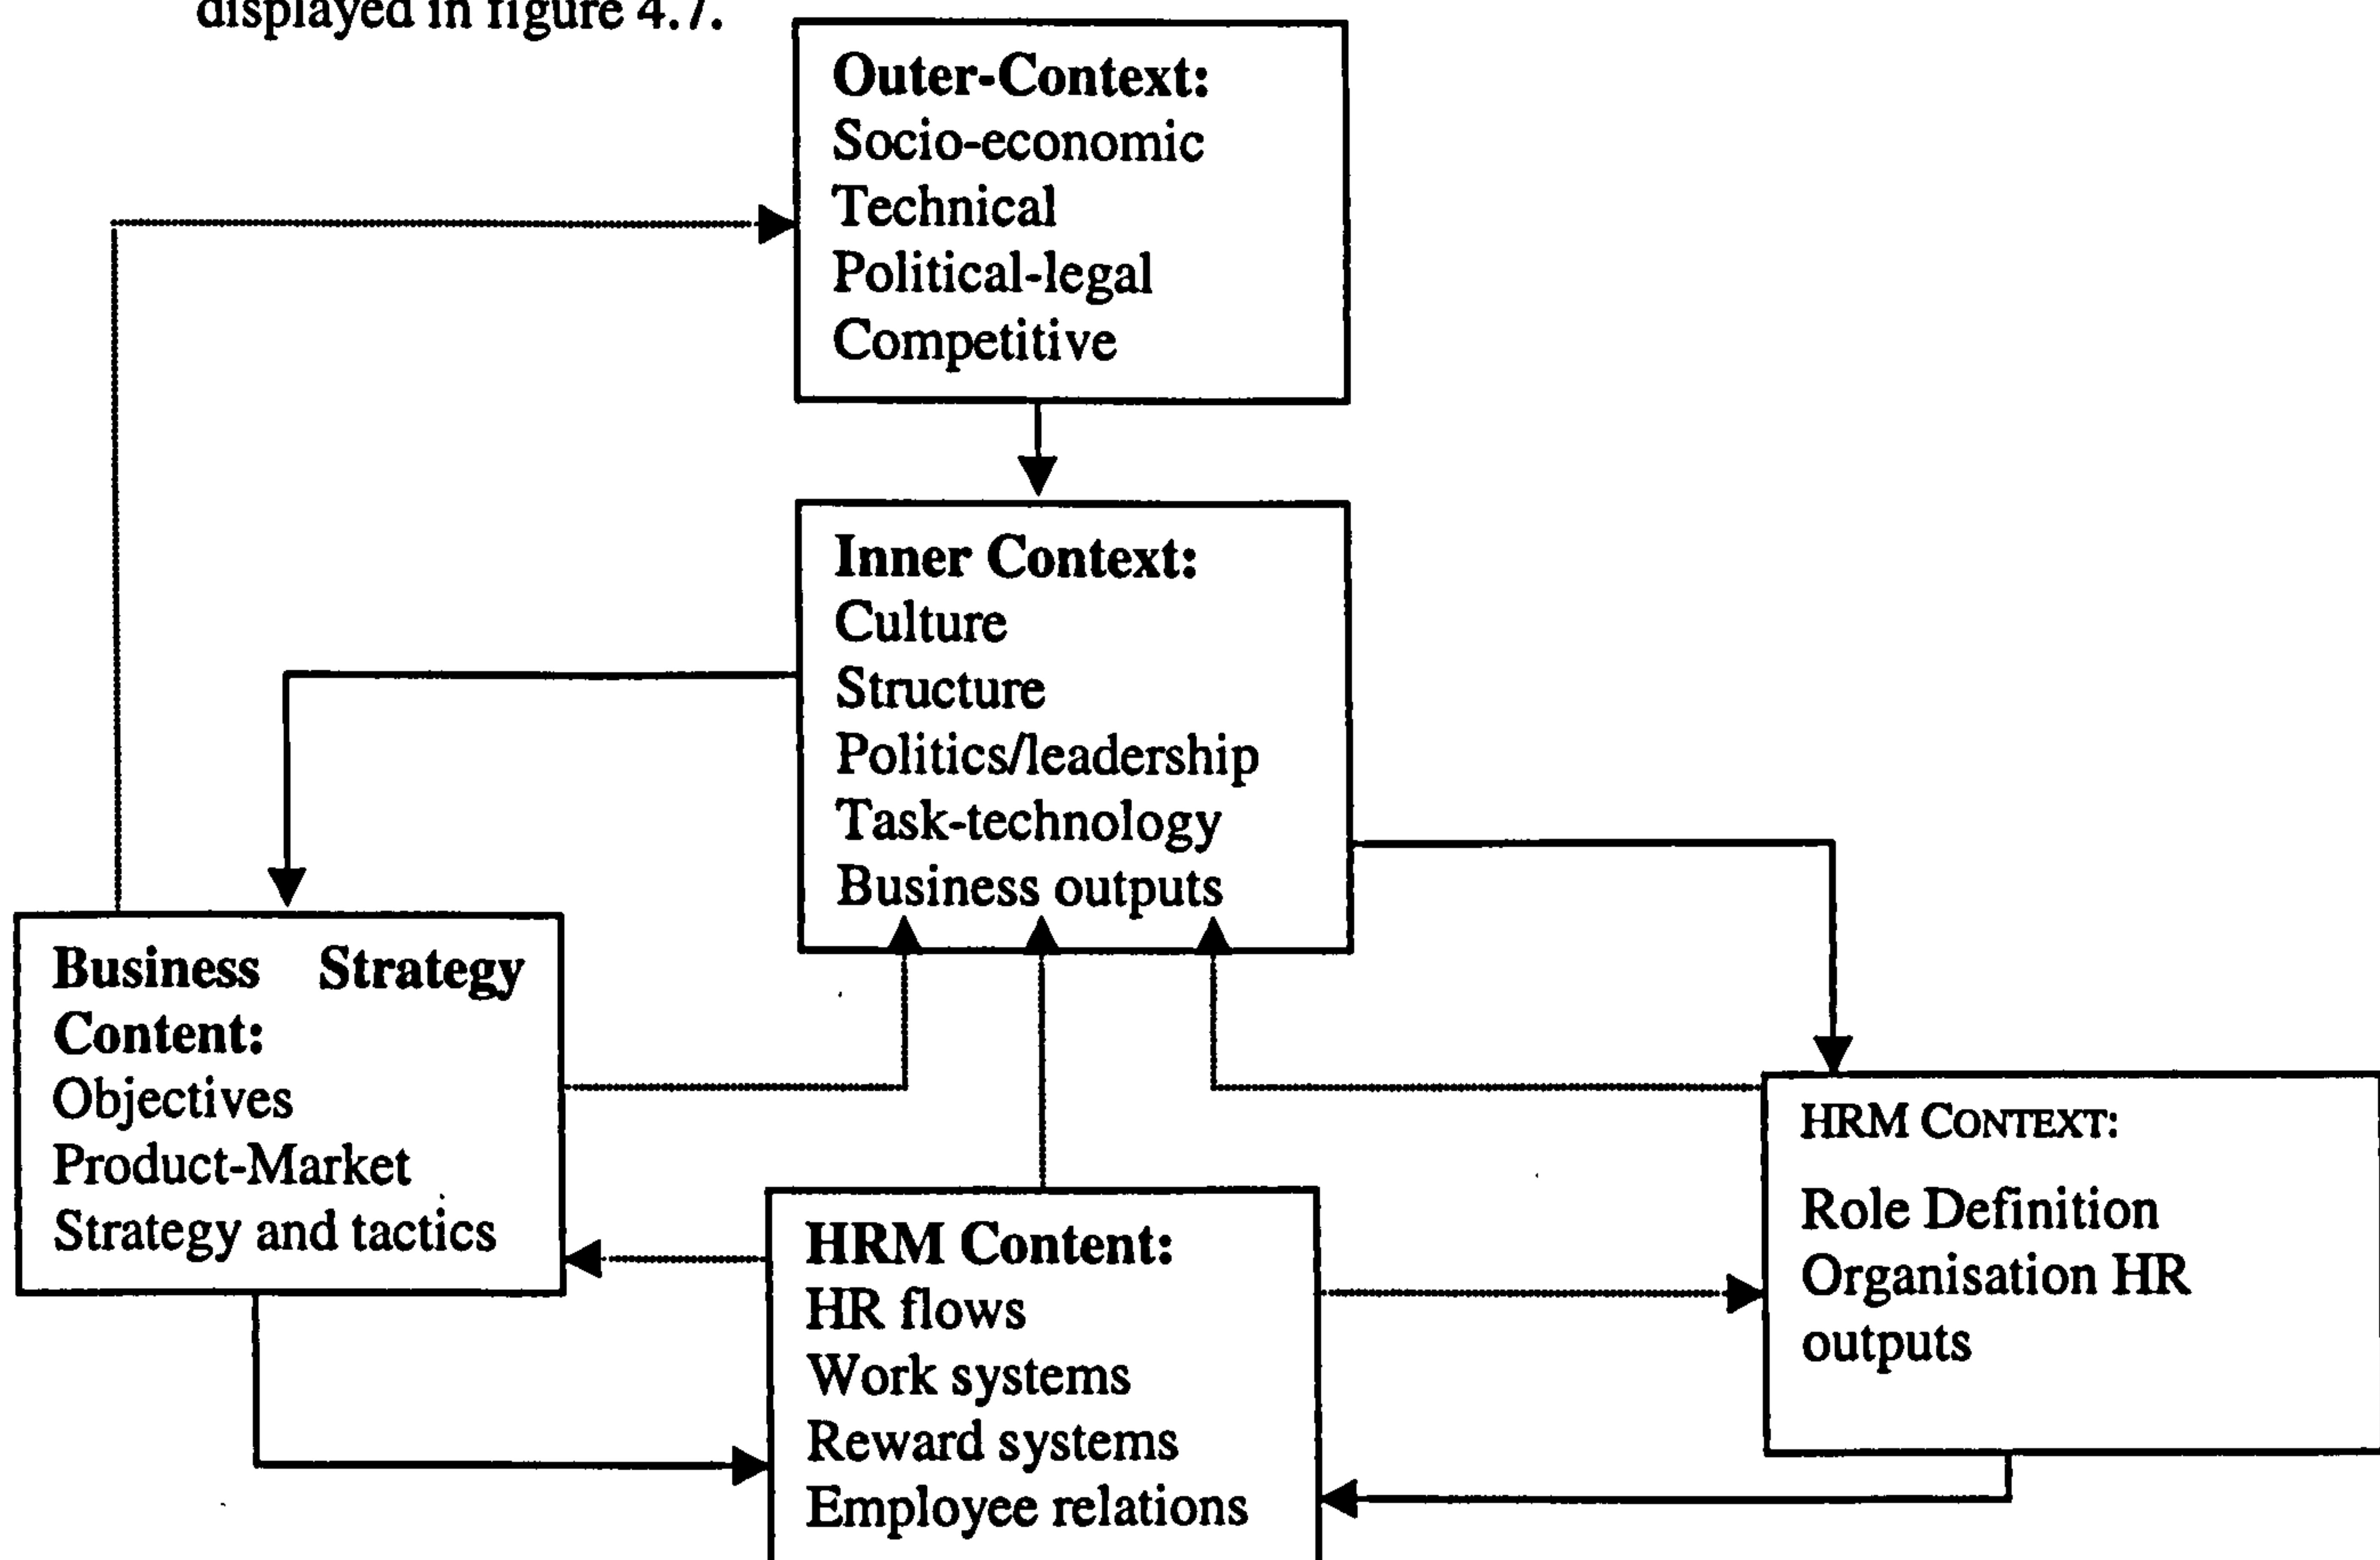 displayed in figure 4.7.
Outer-Context:
Socio-economic
Technical
Political-legal
Competitive
Inner Context:
Culture
Structure
Politics/leadership
Task-technology
Business outputs
Business Strategy
Content:
Objectives
Product-Market
Strategy and tactics
HRM Content:
HR flows
Work systems
Reward systems
Employee relations
HRM CONTEXT:
Role Definition
Organisation HR
outputs